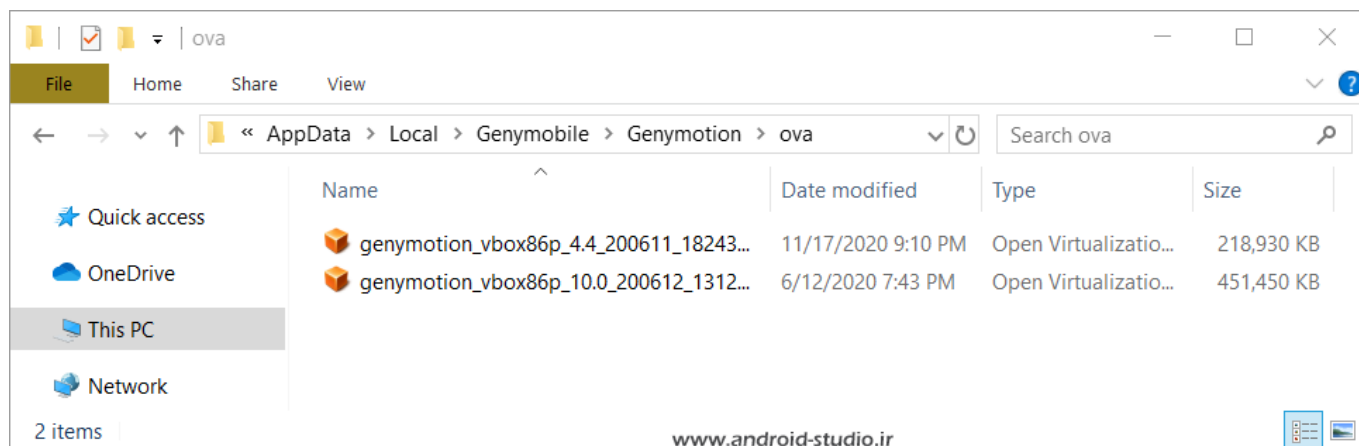 ova
File Home Share View
« AppData > Local > Genymobile > Genymotion > ova Search ova
Name Date modified Type Size
Quick access
genymotion_vbox86p_4.4_200611_18243... 11/17/2020 9:10 PM Open Virtualizatio... 218,930 KB
genymotion_vbox86p_10.0_200612_1312... 6/12/2020 7:43 PM Open Virtualizatio... 451,450 KB
OneDrive
This PC
Network
2 items
www.android-studio.ir